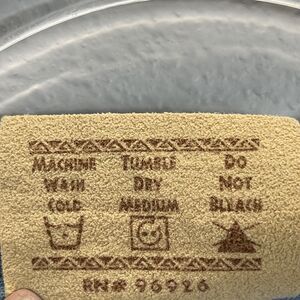 MACHINE TUMBLE DO
WASH DRY NOT
COLD MEDIUM BLEACH
RN# 96926